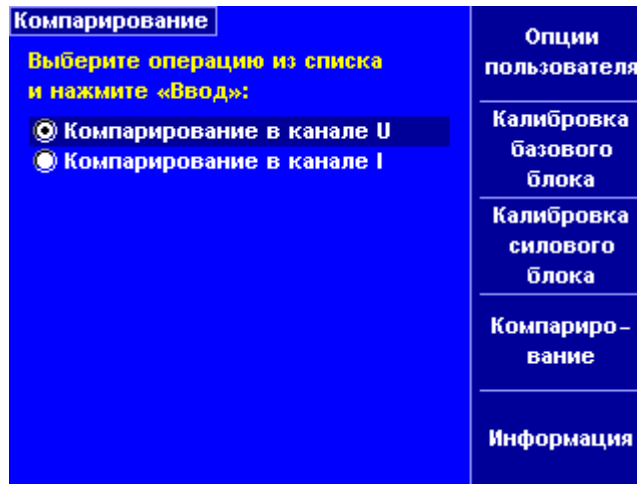 Компарирование
Выберите операцию из списка
и нажмите «Ввод»:
Компарирование в канале U
Компарирование в канале I
Опции
пользователя
Калибровка
базового
блока
Калибровка
силового
блока
Компариро–
вание
Информация